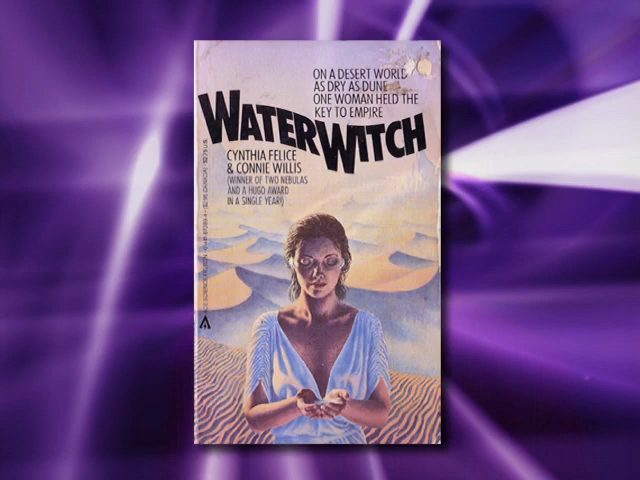 ON A DESERT WORLD
AS DRY AS DUNE
ONE WOMAN HELD THE
KEY TO EMPIRE
WATER WITCH
CYNTHIA FELICE
& CONNIE WILLIS
(WINNER OF TWO NEBULAS
AND A HUGO AWARD
IN A SINGLE YEAR!)